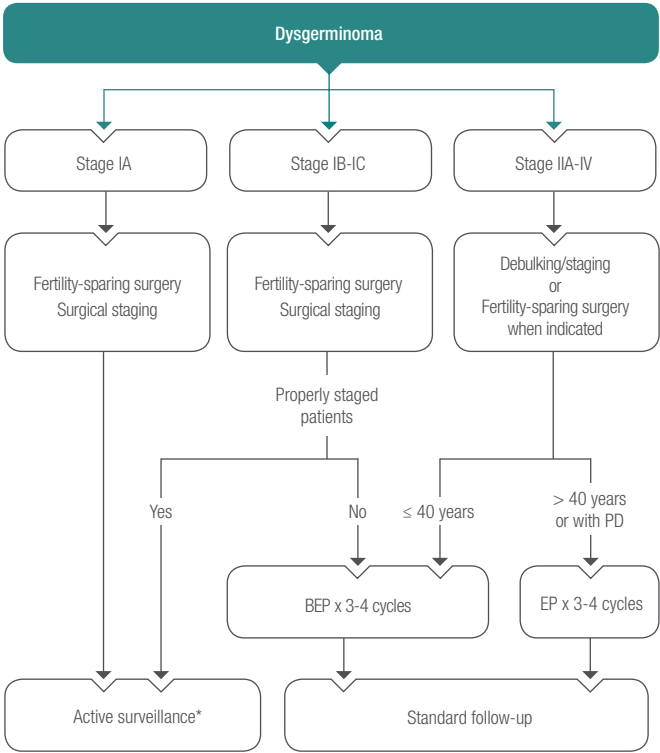 Dysgerminoma
Stage IA
Stage IB-IC
Stage IIA-IV
Fertility-sparing surgery
Surgical staging
Fertility-sparing surgery
Surgical staging
Debulking/staging
or
Fertility-sparing surgery
when indicated
Properly staged
patients
Yes
No
≤ 40 years
> 40 years
or with PD
BEP x 3-4 cycles
EP x 3-4 cycles
Active surveillance*
Standard follow-up